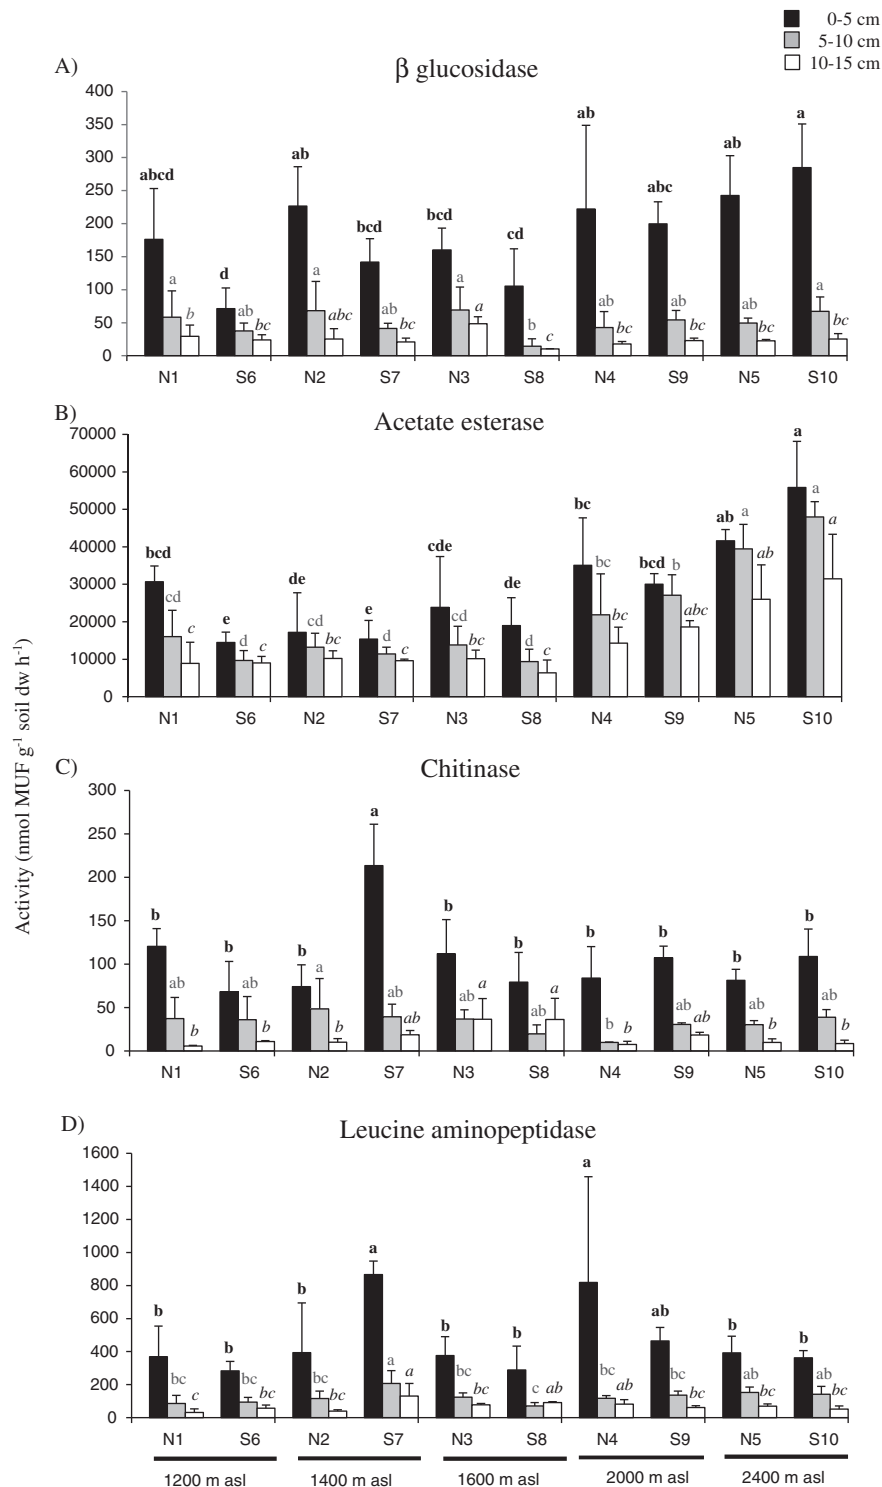 0-5 cm
5-10 cm
10-15 cm
A)
β glucosidase
400
350
300
250
200
150
100
50
0
abcd a b
d ab bc
ab a abc
bcd ab bc
bcd a a
cd b c
ab ab bc
abc ab bc
ab ab bc
a a bc
N1 S6 N2 S7 N3 S8 N4 S9 N5 S10
B)
Acetate esterase
70000
60000
50000
40000
30000
20000
10000
0
bcd cd c
e d c
de cd bc
e d c
cde cd bc
de d c
bc bc bc
bcd b abc
ab a ab
a a a
N1 S6 N2 S7 N3 S8 N4 S9 N5 S10
Activity (nmol MUF g⁻¹ soil dw h⁻¹)
C)
Chitinase
300
250
200
150
100
50
0
b ab b
b ab b
b a b
a ab ab
b ab a
b ab a
b b b
b ab ab
b ab b
b ab b
N1 S6 N2 S7 N3 S8 N4 S9 N5 S10
D)
Leucine aminopeptidase
1600
1400
1200
1000
800
600
400
200
0
b bc c
b bc bc
b bc bc
a a a
b bc bc
b c ab
a bc ab
ab bc bc
b ab bc
b ab bc
N1 S6 N2 S7 N3 S8 N4 S9 N5 S10
1200 m asl 1400 m asl 1600 m asl 2000 m asl 2400 m asl